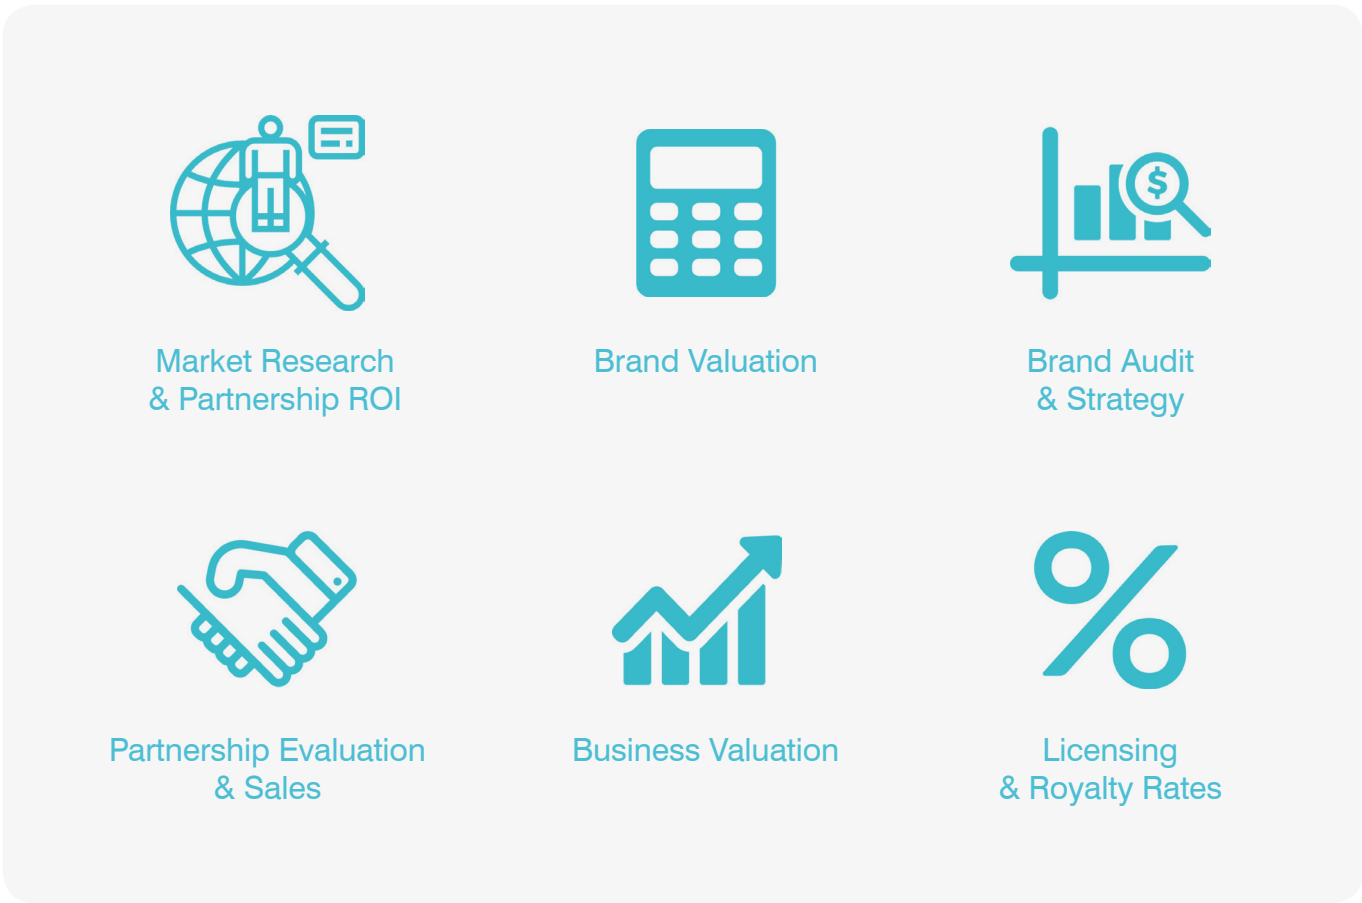 Market Research
& Partnership ROI
Brand Valuation
Brand Audit
& Strategy
$
Partnership Evaluation
& Sales
Business Valuation
Licensing
& Royalty Rates